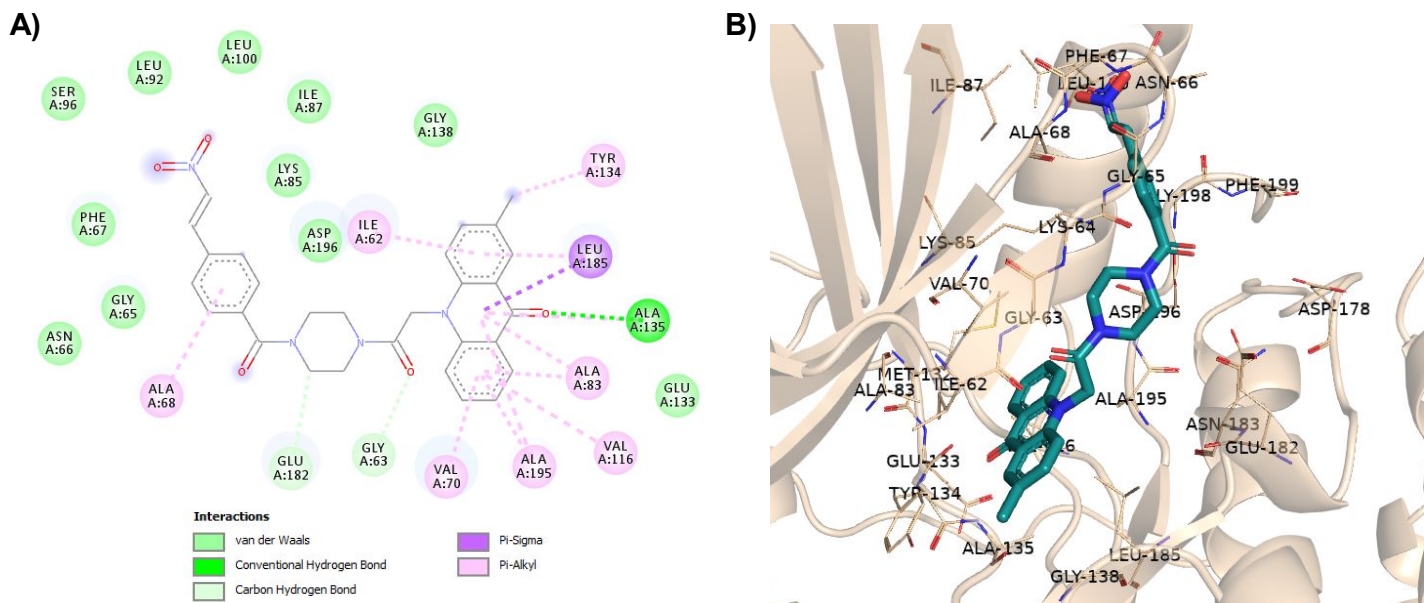 A)
B)
LEU
A:100
LEU
A:92
SER
A:96
ILE
A:87
GLY
A:138
TYR
A:134
LYS
A:85
PHE
A:67
ASP
A:196
ILE
A:62
LEU
A:185
GLY
A:65
ASN
A:66
ALA
A:135
ALA
A:68
ALA
A:83
GLU
A:133
GLU
A:182
GLY
A:63
VAL
A:70
ALA
A:195
VAL
A:116
O
N
O
O
N
N
O
N
O
Interactions
van der Waals
Conventional Hydrogen Bond
Carbon Hydrogen Bond
Pi-Sigma
Pi-Alkyl
PHE-67
ILE-87
ASN-66
ALA-68
GLY-65
PHE-199
LYS-64
LYS-85
VAL-70
GLY-63
ASP-178
ALA-83
ILE-62
ALA-195
ASN-183
GLU-182
GLU-133
TYR-134
ALA-135
LEU-185
GLY-138